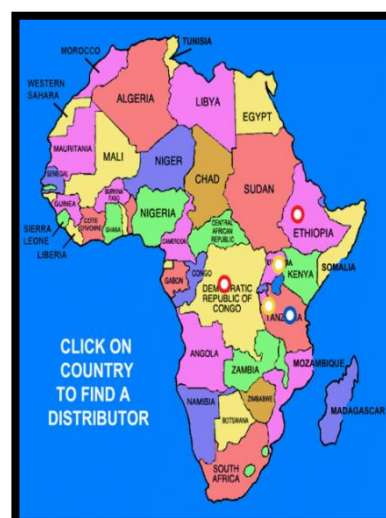 TUNISIA
MOROCCO
ALGERIA
LIBYA
EGYPT
WESTERN
SAHARA
MAURITANIA
MALI
NIGER
CHAD
SUDAN
SENEGAL
GUINEA
BURKINA
FASO
SIERRA
LEONE
LIBERIA
COTE
D'IVOIRE
GHANA
NIGERIA
CAMEROON
CENTRAL
AFRICAN
REPUBLIC
ETHIOPIA
SOMALIA
KENYA
GABON
CONGO
DEMOCRATIC
REPUBLIC OF
CONGO
ANGOLA
ZAMBIA
MOZAMBIQUE
MADAGASCAR
ZIMBABWE
NAMIBIA
BOTSWANA
SOUTH
AFRICA
CLICK ON
COUNTRY
TO FIND A
DISTRIBUTOR